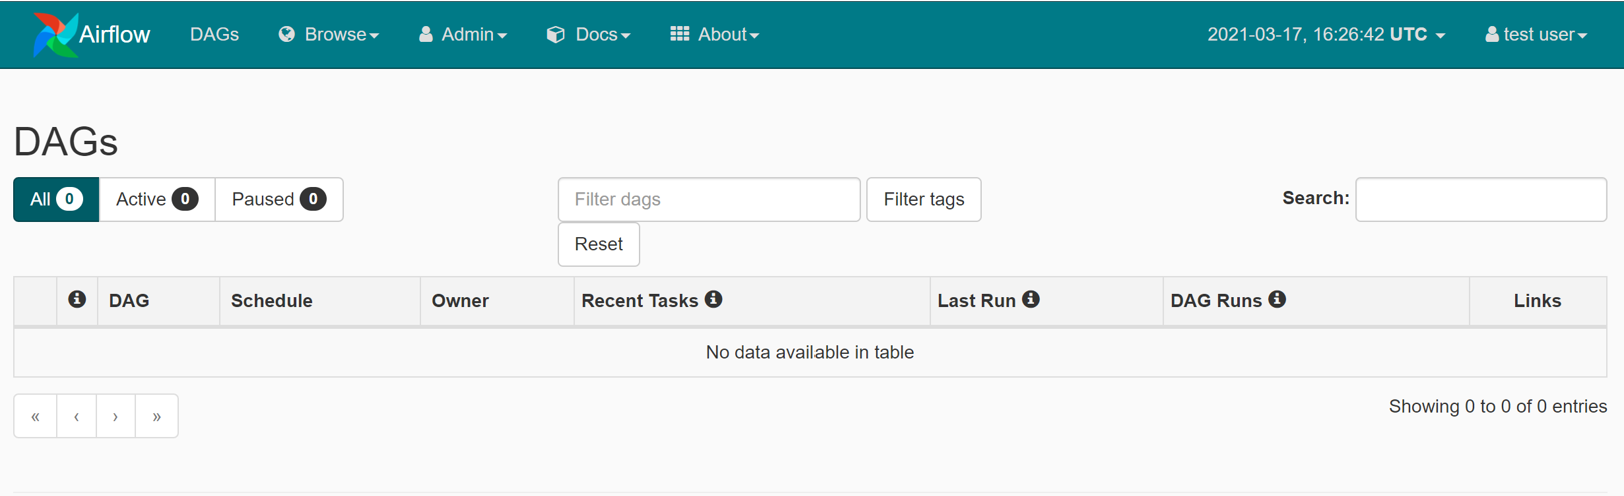 Airflow DAGs Browse Admin Docs About 2021-03-17, 16:26:42 UTC test user
DAGs
All 0 Active 0 Paused 0 Filter dags Filter tags Search:
Reset
DAG Schedule Owner Recent Tasks Last Run DAG Runs Links
No data available in table
« ‹ › » Showing 0 to 0 of 0 entries